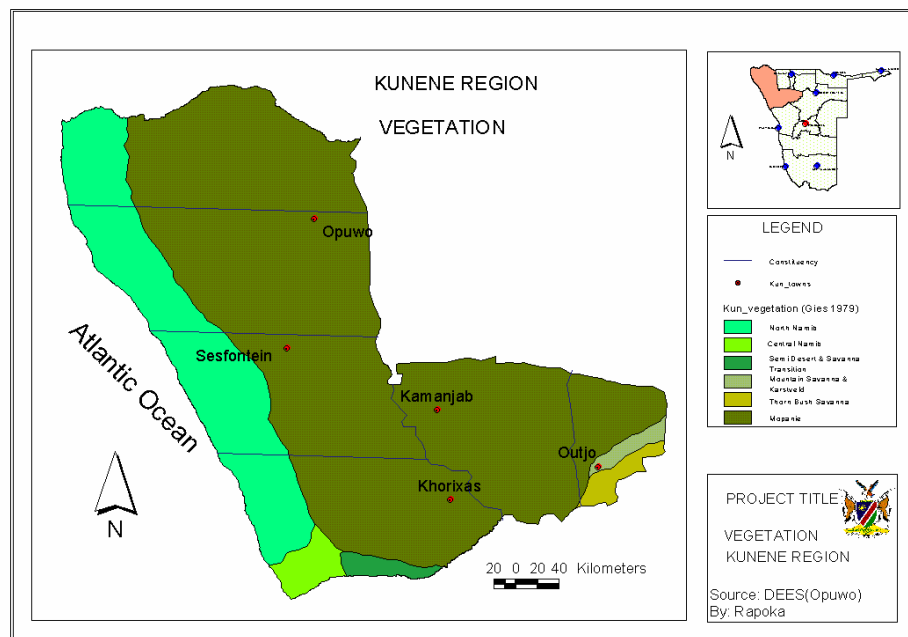 KUNENE REGION
VEGETATION
Opuwo
Sesfontein
Atlantic Ocean
Kamanjab
Outjo
Khorixas
N
20 0 20 40 Kilometers
N
LEGEND
Constituency
Kun_towns
Kun_vegetation (Gies 1979)
North Namib
Central Namib
Semi Desert & Savanna
Transition
Mountain Savanna &
Karstveld
Thorn Bush Savanna
Mopanie
PROJECT TITLE
VEGETATION
KUNENE REGION
Source: DEES(Opuwo)
By: Rapoka